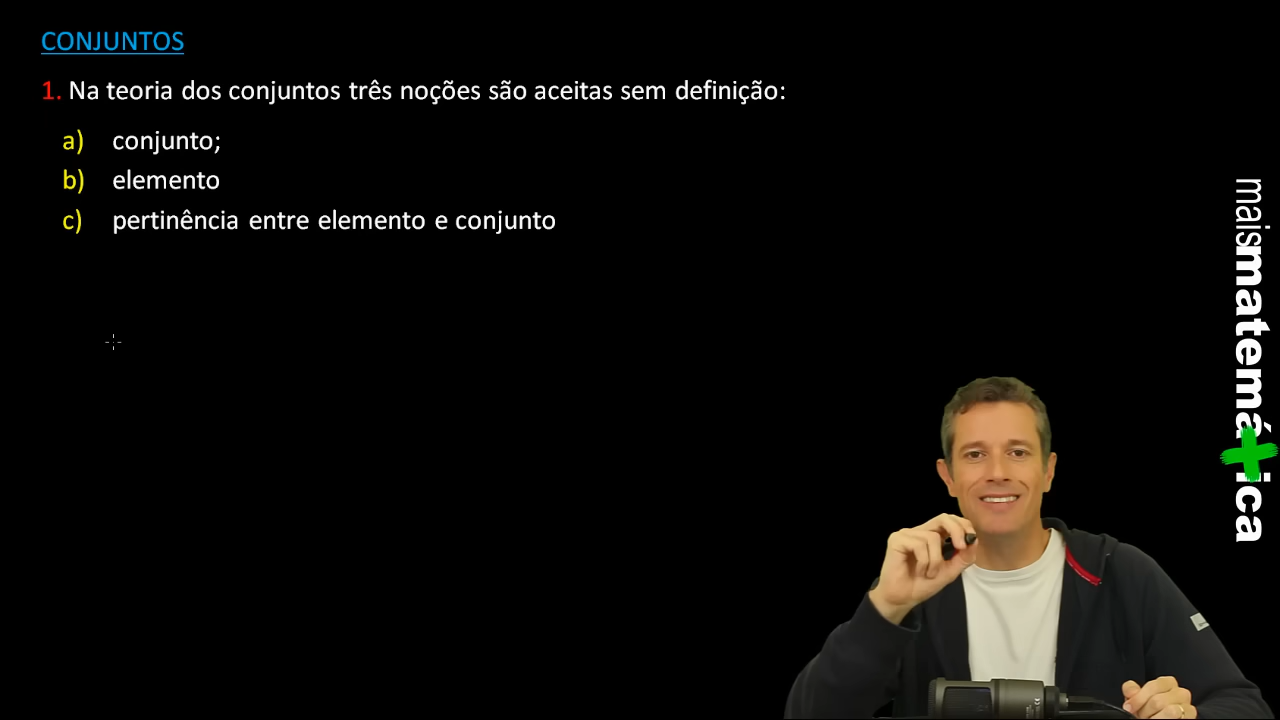 CONJUNTOS
1. Na teoria dos conjuntos três noções são aceitas sem definição:
a) conjunto;
b) elemento
c) pertinência entre elemento e conjunto
maismatemática